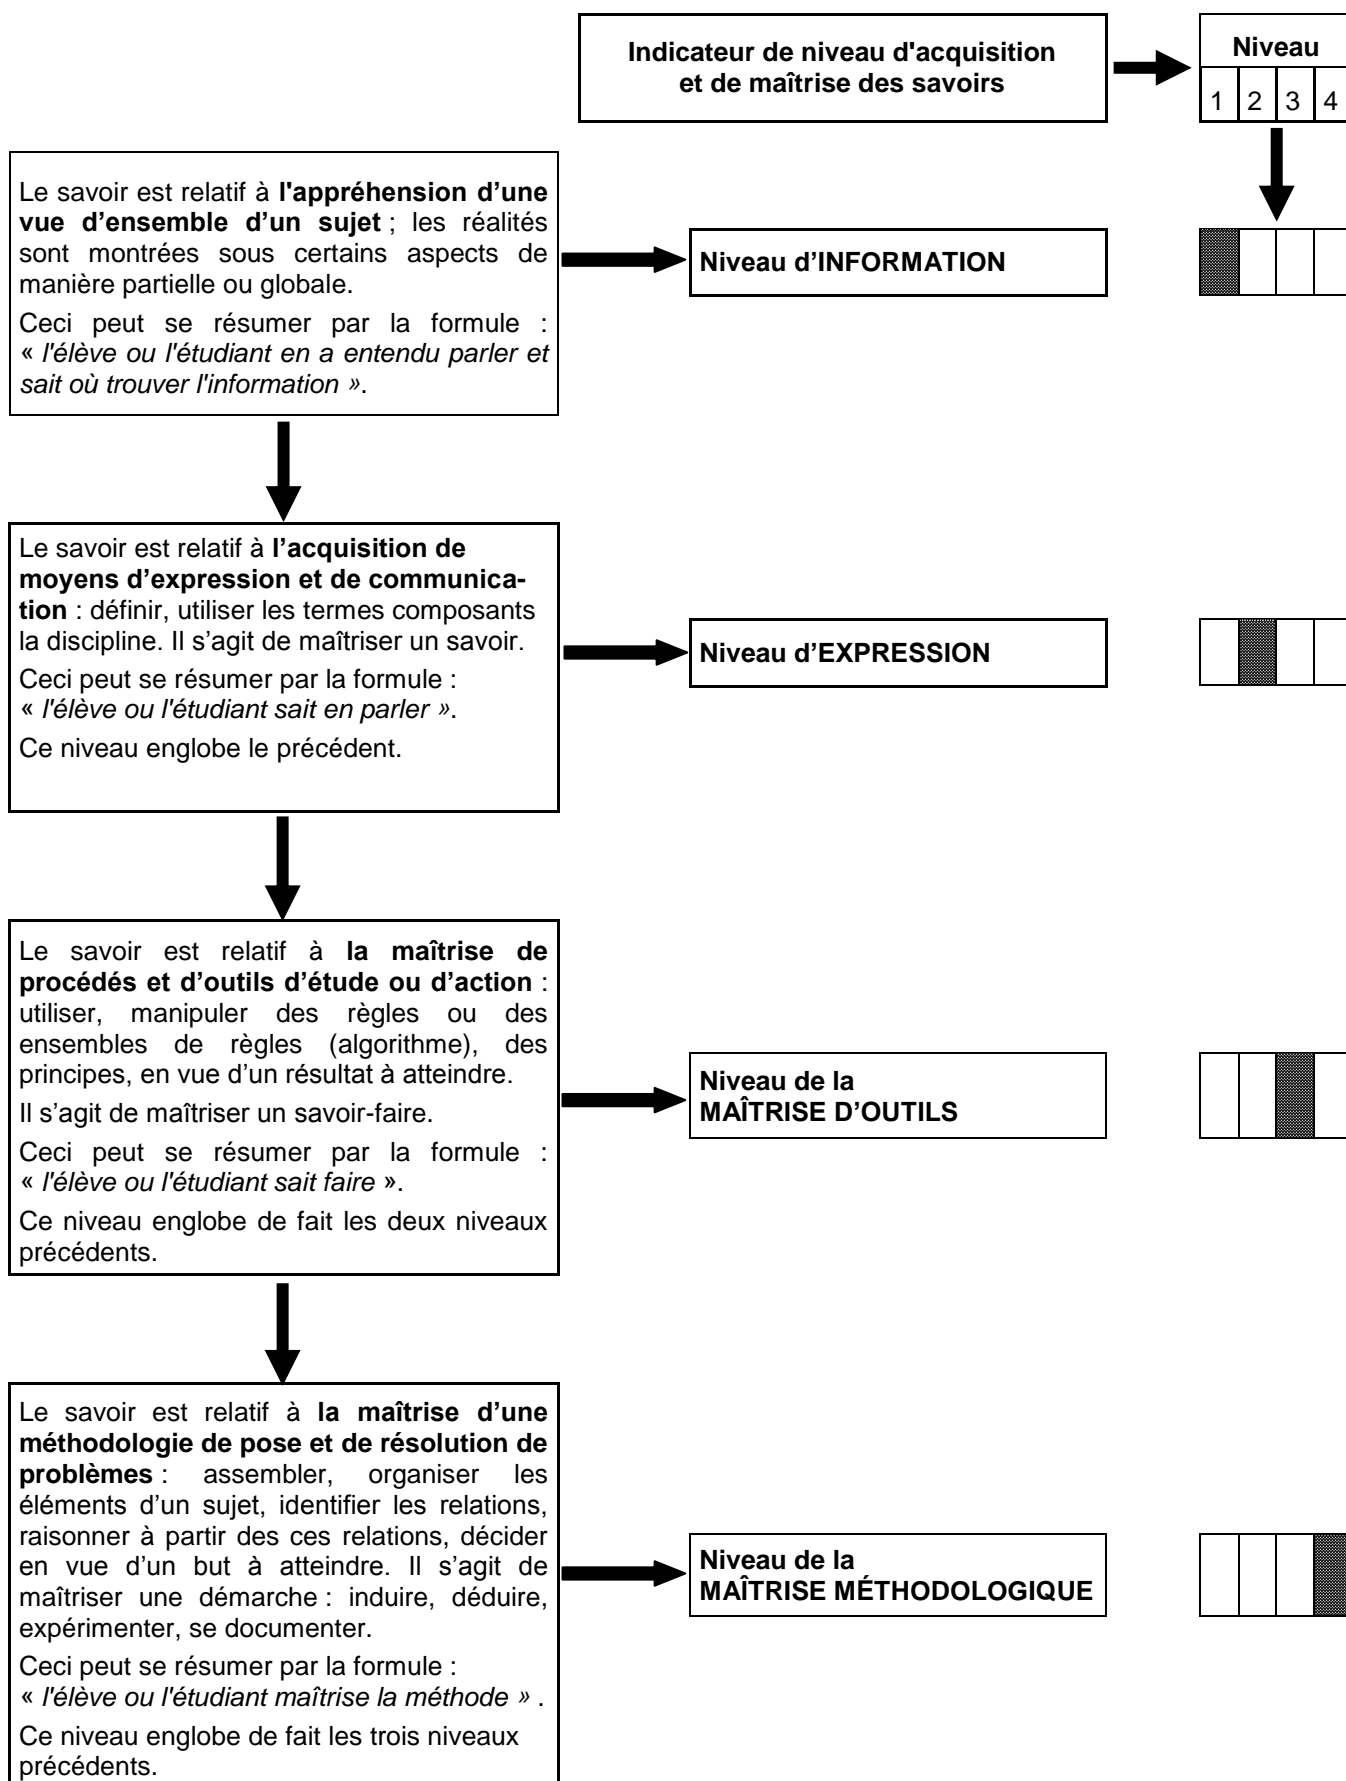 Indicateur de niveau d'acquisition
et de maîtrise des savoirs
Niveau
1 2 3 4
Le savoir est relatif à l'appréhension d’une
vue d’ensemble d’un sujet ; les réalités
sont montrées sous certains aspects de
manière partielle ou globale.
Ceci peut se résumer par la formule :
« l'élève ou l'étudiant en a entendu parler et
sait où trouver l'information ».
Niveau d’INFORMATION
Le savoir est relatif à l’acquisition de
moyens d’expression et de communica-
tion : définir, utiliser les termes composants
la discipline. Il s’agit de maîtriser un savoir.
Ceci peut se résumer par la formule :
« l'élève ou l'étudiant sait en parler ».
Ce niveau englobe le précédent.
Niveau d’EXPRESSION
Le savoir est relatif à la maîtrise de
procédés et d’outils d’étude ou d’action :
utiliser, manipuler des règles ou des
ensembles de règles (algorithme), des
principes, en vue d’un résultat à atteindre.
Il s’agit de maîtriser un savoir-faire.
Ceci peut se résumer par la formule :
« l'élève ou l'étudiant sait faire ».
Ce niveau englobe de fait les deux niveaux
précédents.
Niveau de la
MAÎTRISE D’OUTILS
Le savoir est relatif à la maîtrise d’une
méthodologie de pose et de résolution de
problèmes : assembler, organiser les
éléments d’un sujet, identifier les relations,
raisonner à partir des ces relations, décider
en vue d’un but à atteindre. Il s’agit de
maîtriser une démarche : induire, déduire,
expérimenter, se documenter.
Ceci peut se résumer par la formule :
« l'élève ou l'étudiant maîtrise la méthode » .
Ce niveau englobe de fait les trois niveaux
précédents.
Niveau de la
MAÎTRISE MÉTHODOLOGIQUE